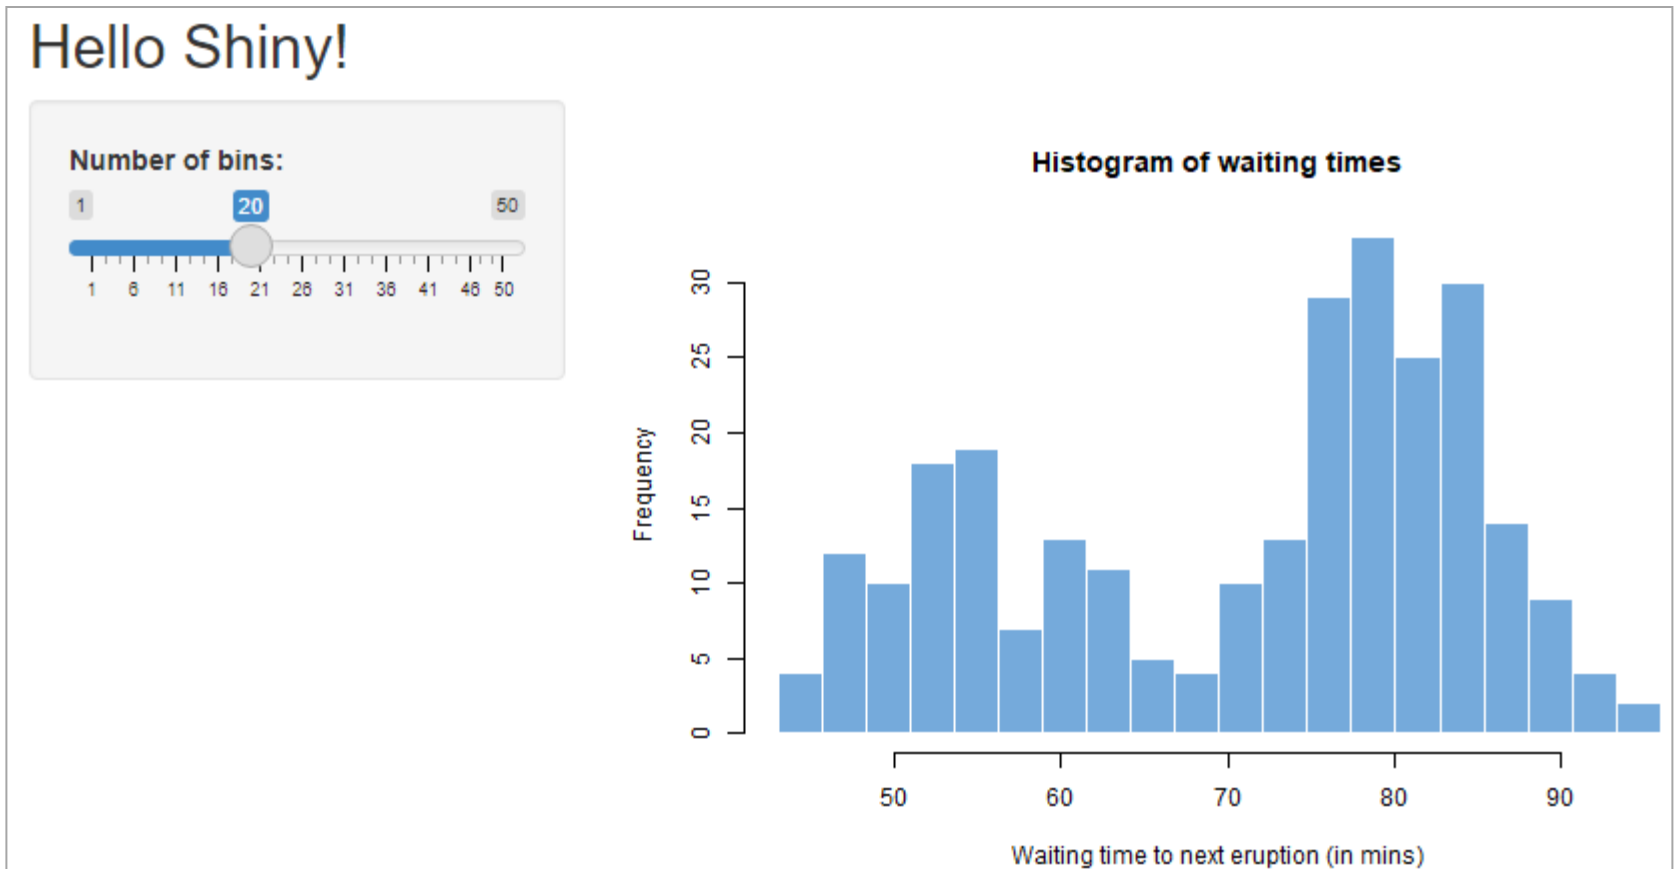 Hello Shiny!
Number of bins:
1 20 50
1 6 11 16 21 26 31 36 41 46 50
Histogram of waiting times
Frequency
30
25
20
15
10
5
0
50 60 70 80 90
Waiting time to next eruption (in mins)